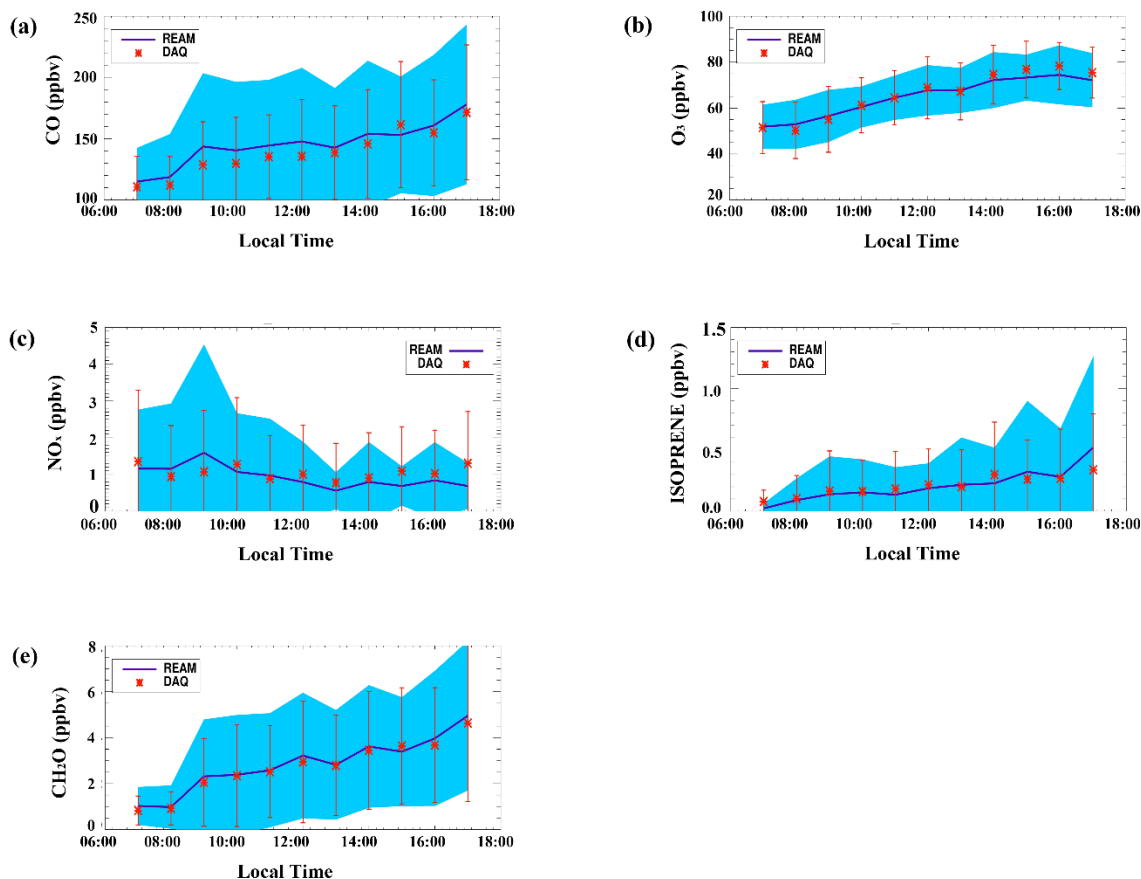 (a)
250
200
150
100
CO (ppbv)
REAM
DAQ
06:00 08:00 10:00 12:00 14:00 16:00 18:00
Local Time
(b)
100
80
60
40
20
O₃ (ppbv)
REAM
DAQ
06:00 08:00 10:00 12:00 14:00 16:00 18:00
Local Time
(c)
5
4
3
2
1
0
NOₓ (ppbv)
REAM
DAQ
06:00 08:00 10:00 12:00 14:00 16:00 18:00
Local Time
(d)
1.5
1.0
0.5
0.0
ISOPRENE (ppbv)
REAM
DAQ
06:00 08:00 10:00 12:00 14:00 16:00 18:00
Local Time
(e)
8
6
4
2
0
CH₂O (ppbv)
REAM
DAQ
06:00 08:00 10:00 12:00 14:00 16:00 18:00
Local Time